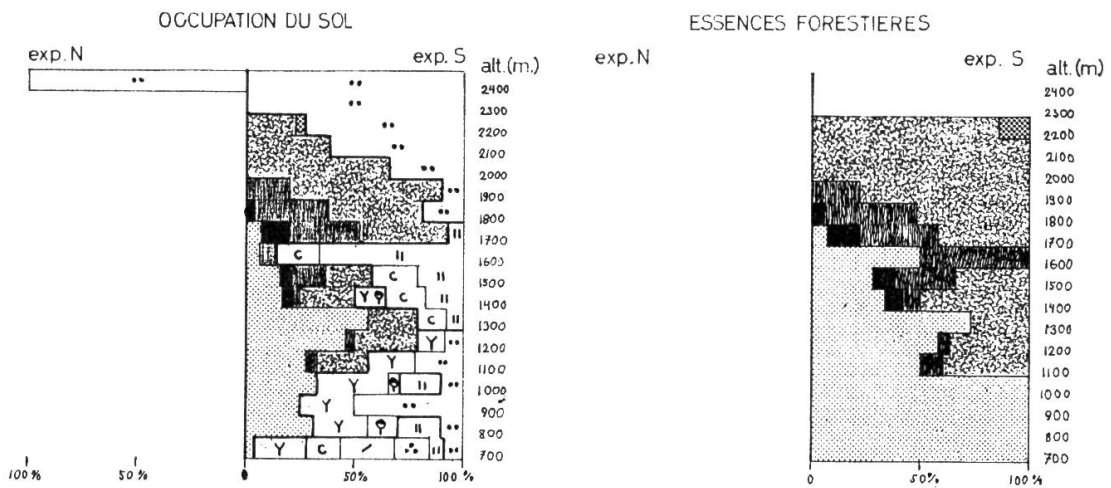 OCCUPATION DU SOL
ESSENCES FORESTIERES
exp. N
exp. S
alt. (m.)
2400
2300
2200
2100
2000
1900
1800
1700
1600
1500
1400
1300
1200
1100
1000
900
800
700
C
C
Y
C
C
Y
Y
Y
Y
Y
Y
C
100 %
50 %
0
50%
100 %
exp. N
exp. S
alt. (m)
2400
2300
2200
2100
2000
1900
1800
1700
1600
1500
1400
1300
1200
1100
1000
900
800
700
0
50%
100 %